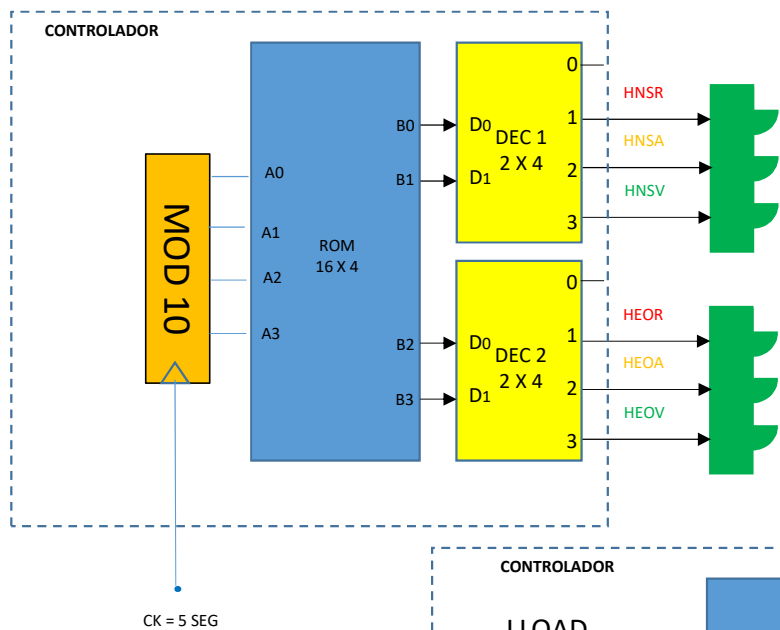 CONTROLADOR
MOD 10
A0
A1
A2
A3
ROM
16 X 4
B0
B1
B2
B3
D0
D1
DEC 1
2 X 4
0
1
2
3
D0
D1
DEC 2
2 X 4
0
1
2
3
HNSR
HNSA
HNSV
HEOR
HEOA
HEOV
CK = 5 SEG
CONTROLADOR